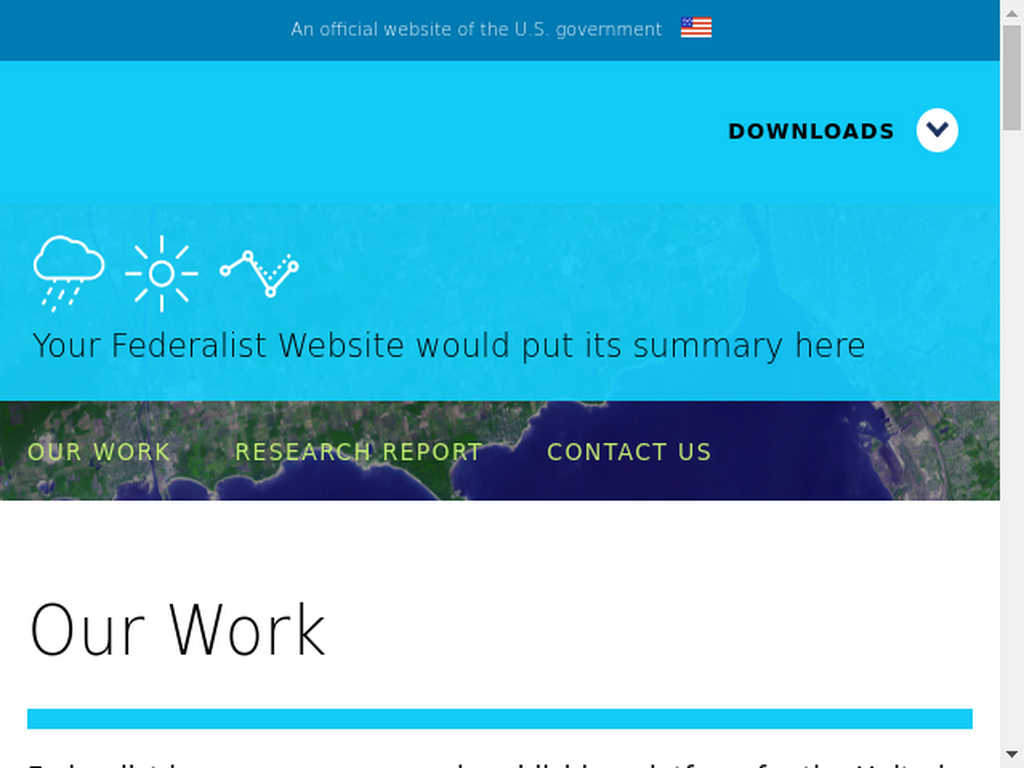 An official website of the U.S. government
DOWNLOADS
Your Federalist Website would put its summary here
OUR WORK RESEARCH REPORT CONTACT US
Our Work